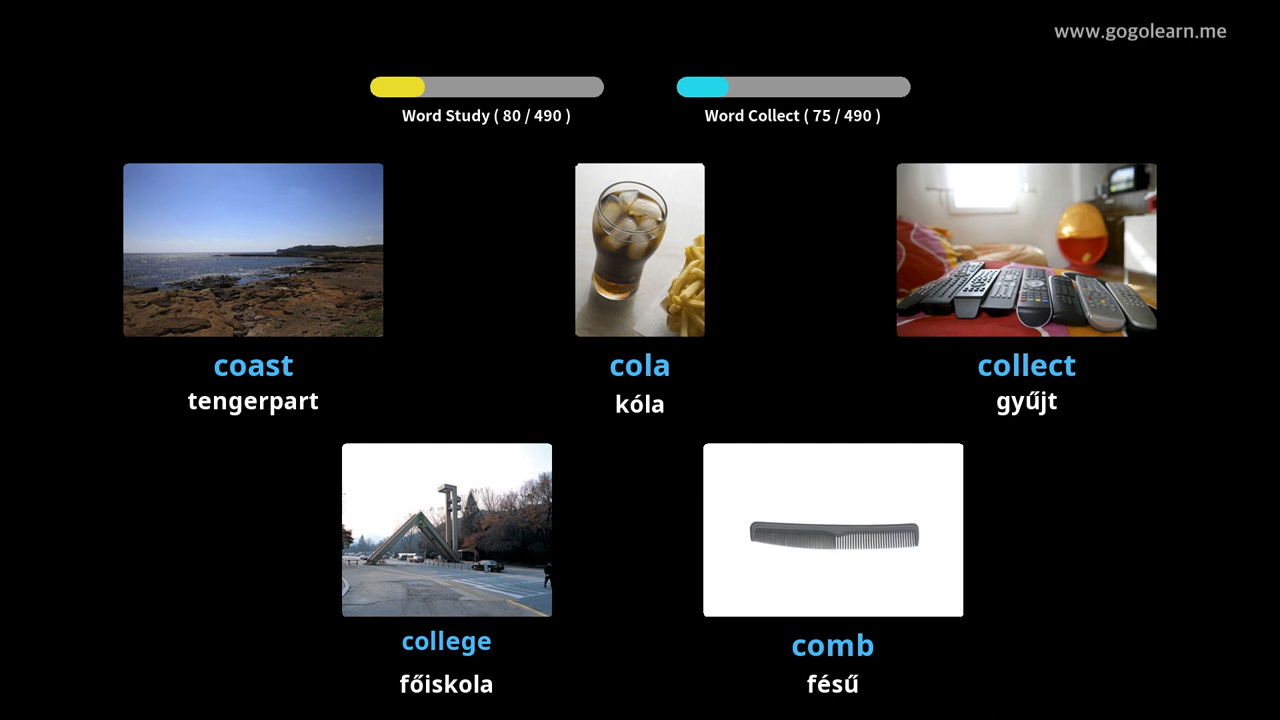 www.gogolearn.me
Word Study ( 80 / 490 )
Word Collect ( 75 / 490 )
coast
tengerpart
cola
kóla
collect
gyűjt
college
főiskola
comb
fésű